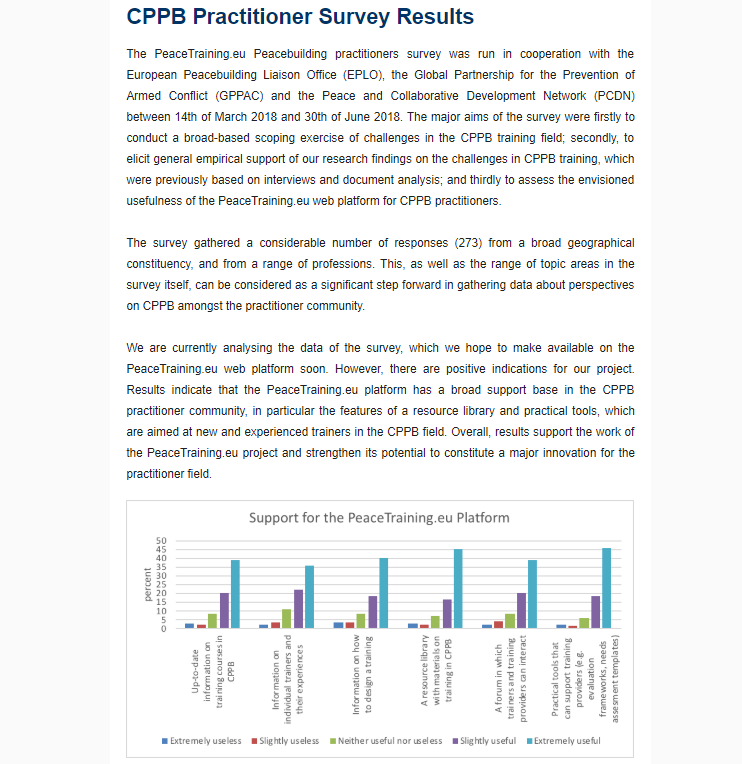 CPPB Practitioner Survey Results
The PeaceTraining.eu Peacebuilding practitioners survey was run in cooperation with the
European Peacebuilding Liaison Office (EPLO), the Global Partnership for the Prevention of
Armed Conflict (GPPAC) and the Peace and Collaborative Development Network (PCDN)
between 14th of March 2018 and 30th of June 2018. The major aims of the survey were firstly to
conduct a broad-based scoping exercise of challenges in the CPPB training field; secondly, to
elicit general empirical support of our research findings on the challenges in CPPB training, which
were previously based on interviews and document analysis; and thirdly to assess the envisioned
usefulness of the PeaceTraining.eu web platform for CPPB practitioners.
The survey gathered a considerable number of responses (273) from a broad geographical
constituency, and from a range of professions. This, as well as the range of topic areas in the
survey itself, can be considered as a significant step forward in gathering data about perspectives
on CPPB amongst the practitioner community.
We are currently analysing the data of the survey, which we hope to make available on the
PeaceTraining.eu web platform soon. However, there are positive indications for our project.
Results indicate that the PeaceTraining.eu platform has a broad support base in the CPPB
practitioner community, in particular the features of a resource library and practical tools, which
are aimed at new and experienced trainers in the CPPB field. Overall, results support the work of
the PeaceTraining.eu project and strengthen its potential to constitute a major innovation for the
practitioner field.
Support for the PeaceTraining.eu Platform
percent
50
45
40
35
30
25
20
15
10
5
0
Up-to-date
information on
training courses in
CPPB
Information on
individual trainers and
their experiences
Information on how
to design a training
A resource library
with materials on
training in CPPB
A forum in which
trainers and training
providers can interact
Practical tools that
can support training
providers (e.g.
evaluation
frameworks, needs
assesment templates)
Extremely useless
Slightly useless
Neither useful nor useless
Slightly useful
Extremely useful